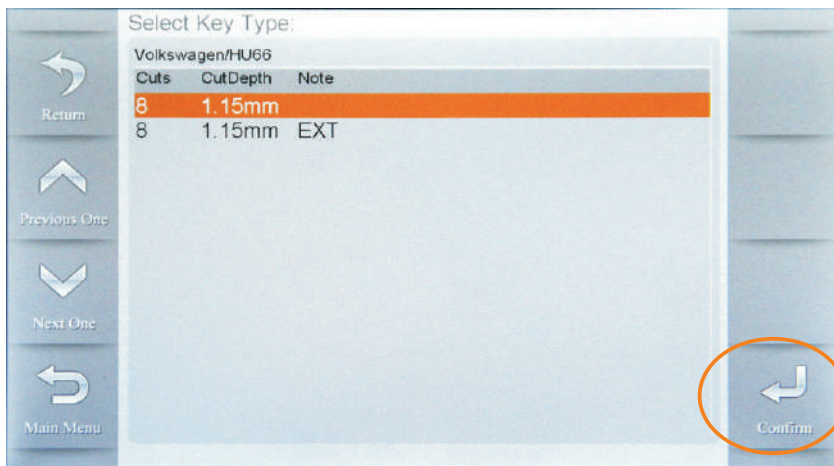 Select Key Type:
Volkswagen/HU66
Cuts CutDepth Note
8 1.15mm
8 1.15mm EXT
Return
Previous One
Next One
Main Menu
Confirm